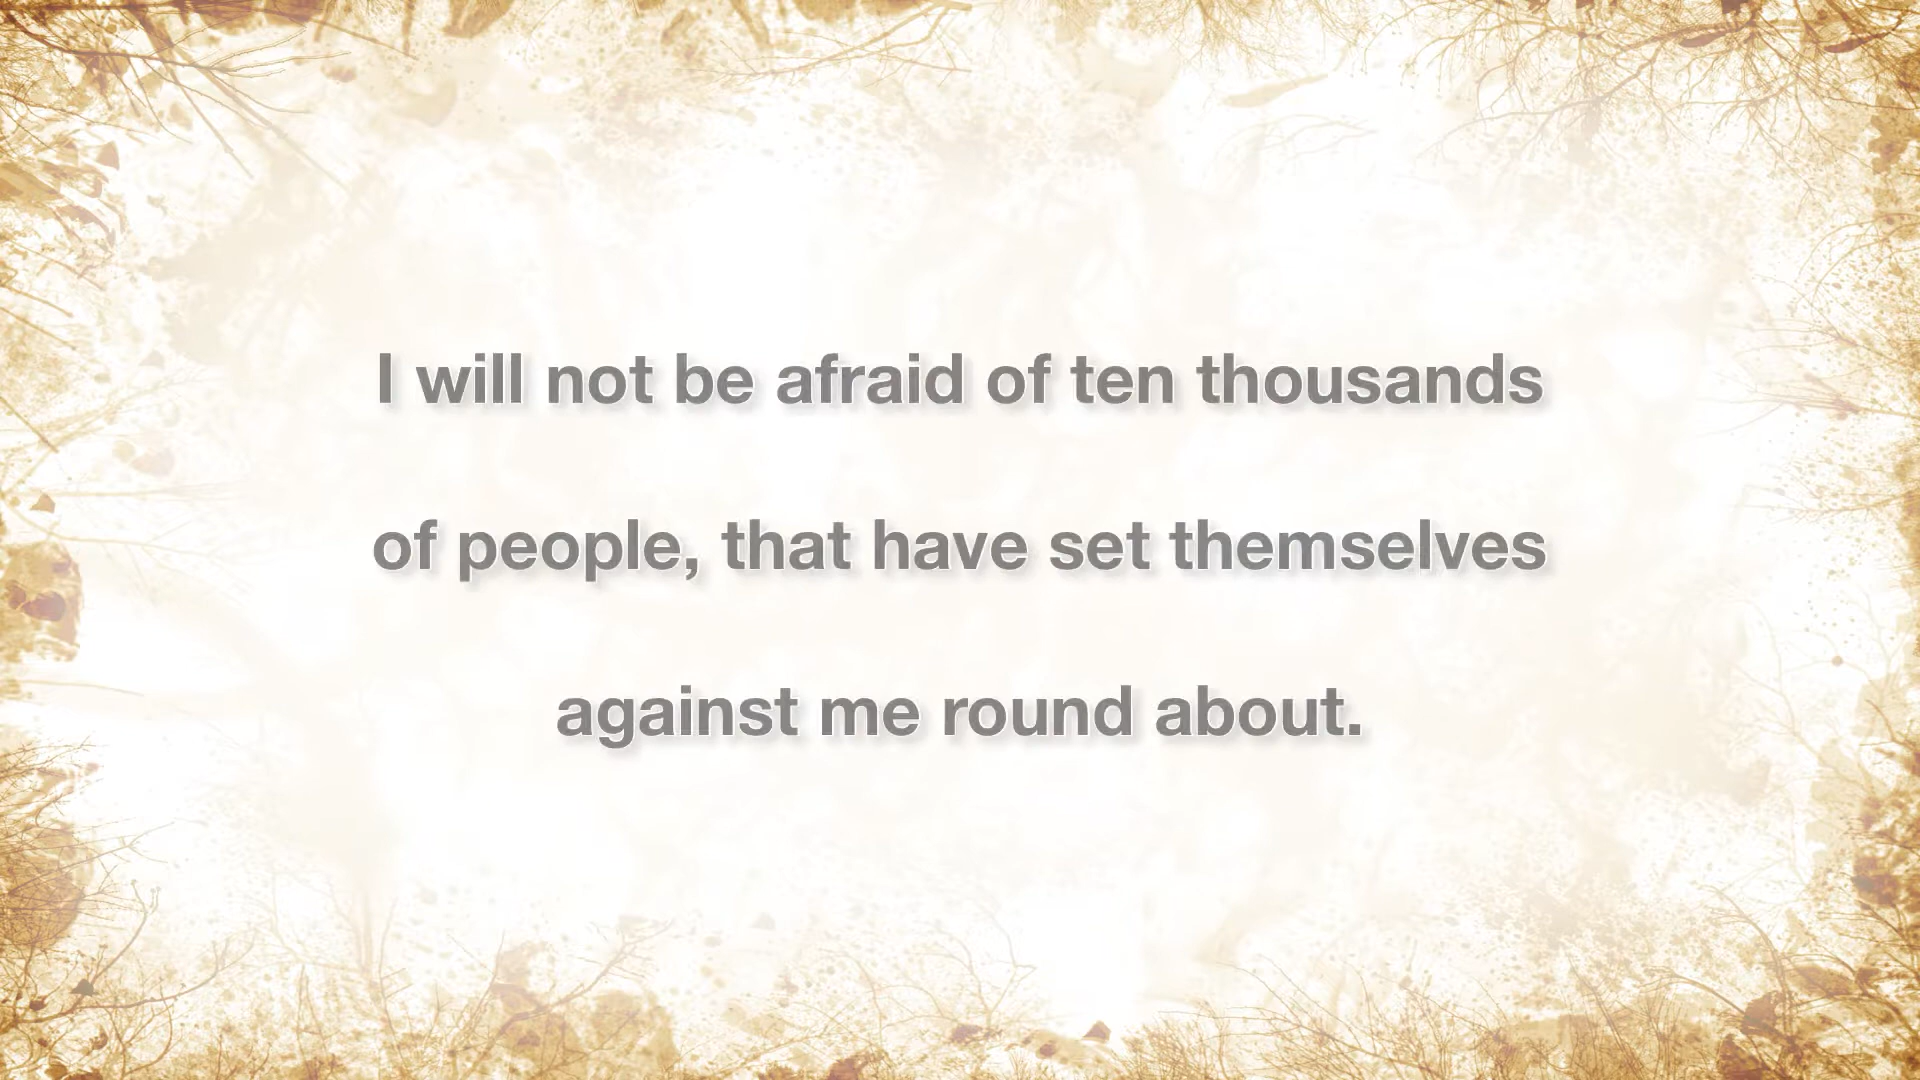 I will not be afraid of ten thousands
of people, that have set themselves
against me round about.